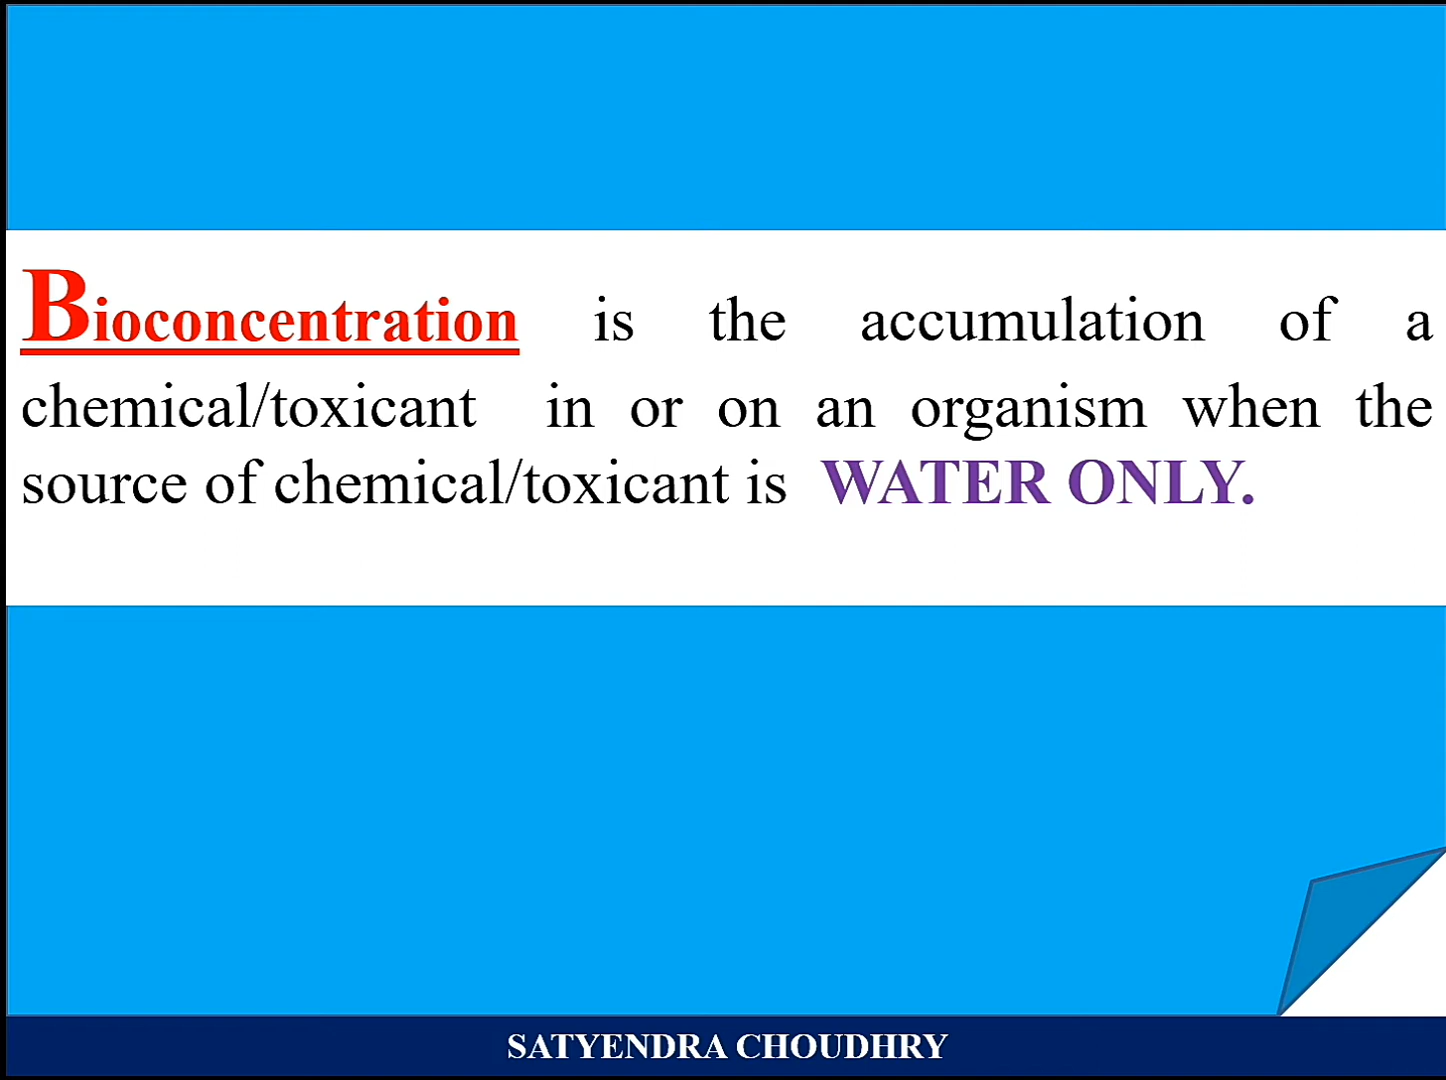 Bioconcentration is the accumulation of a
chemical/toxicant in or on an organism when the
source of chemical/toxicant is WATER ONLY.
SATYENDRA CHOUDHRY